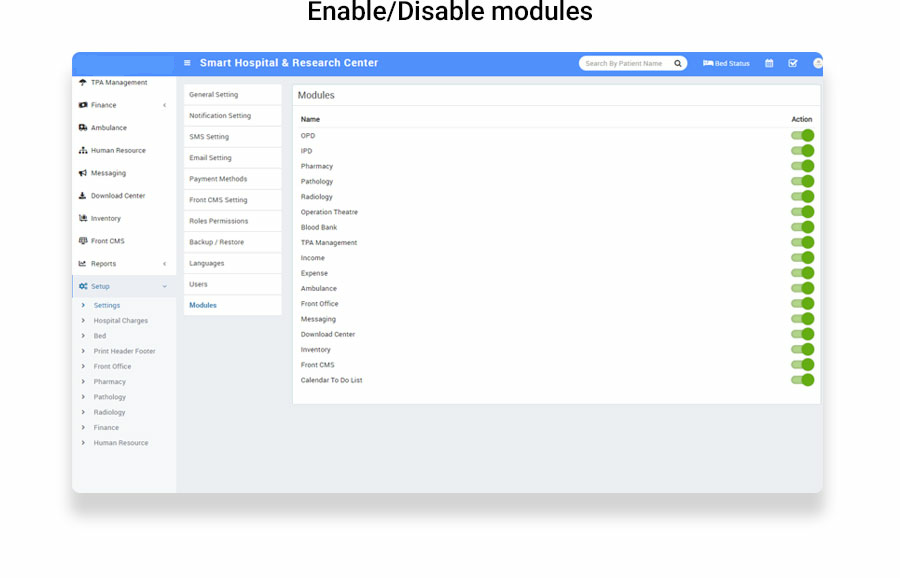 Enable/Disable modules
Smart Hospital & Research Center
Search By Patient Name
Bed Status
TPA Management
Finance
Ambulance
Human Resource
Messaging
Download Center
Inventory
Front CMS
Reports
Setup
Settings
Hospital Charges
Bed
Print Header Footer
Front Office
Pharmacy
Pathology
Radiology
Finance
Human Resource
General Setting
Notification Setting
SMS Setting
Email Setting
Payment Methods
Front CMS Setting
Roles Permissions
Backup / Restore
Languages
Users
Modules
Modules
Name Action
OPD
IPD
Pharmacy
Pathology
Radiology
Operation Theatre
Blood Bank
TPA Management
Income
Expense
Ambulance
Front Office
Messaging
Download Center
Inventory
Front CMS
Calendar To Do List